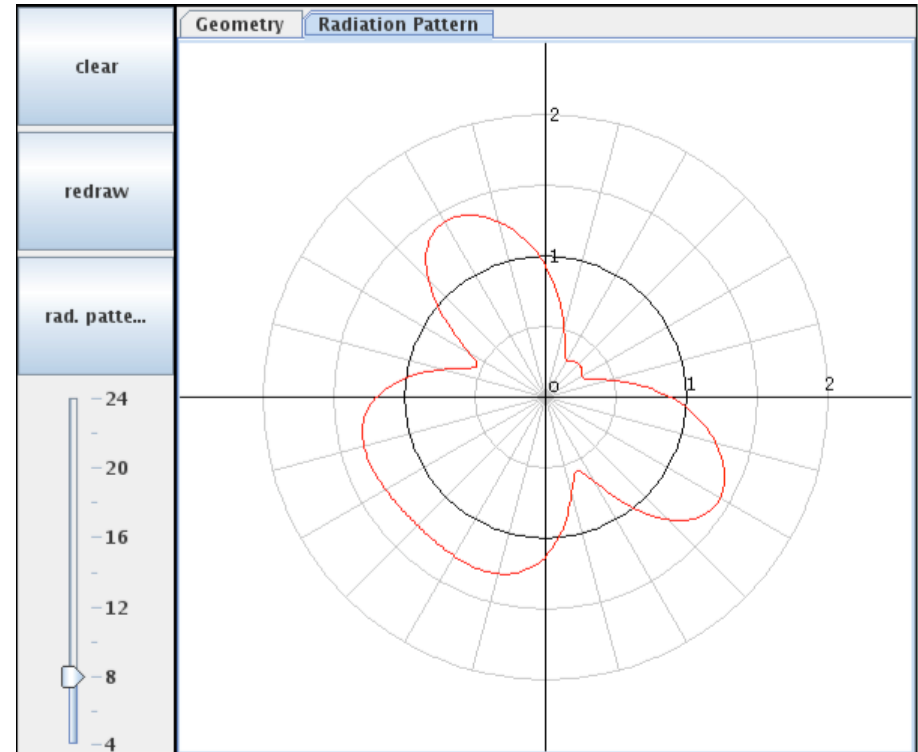 Geometry
Radiation Pattern
clear
redraw
rad. patte...
24
20
16
12
8
4
2
1
0
1
2